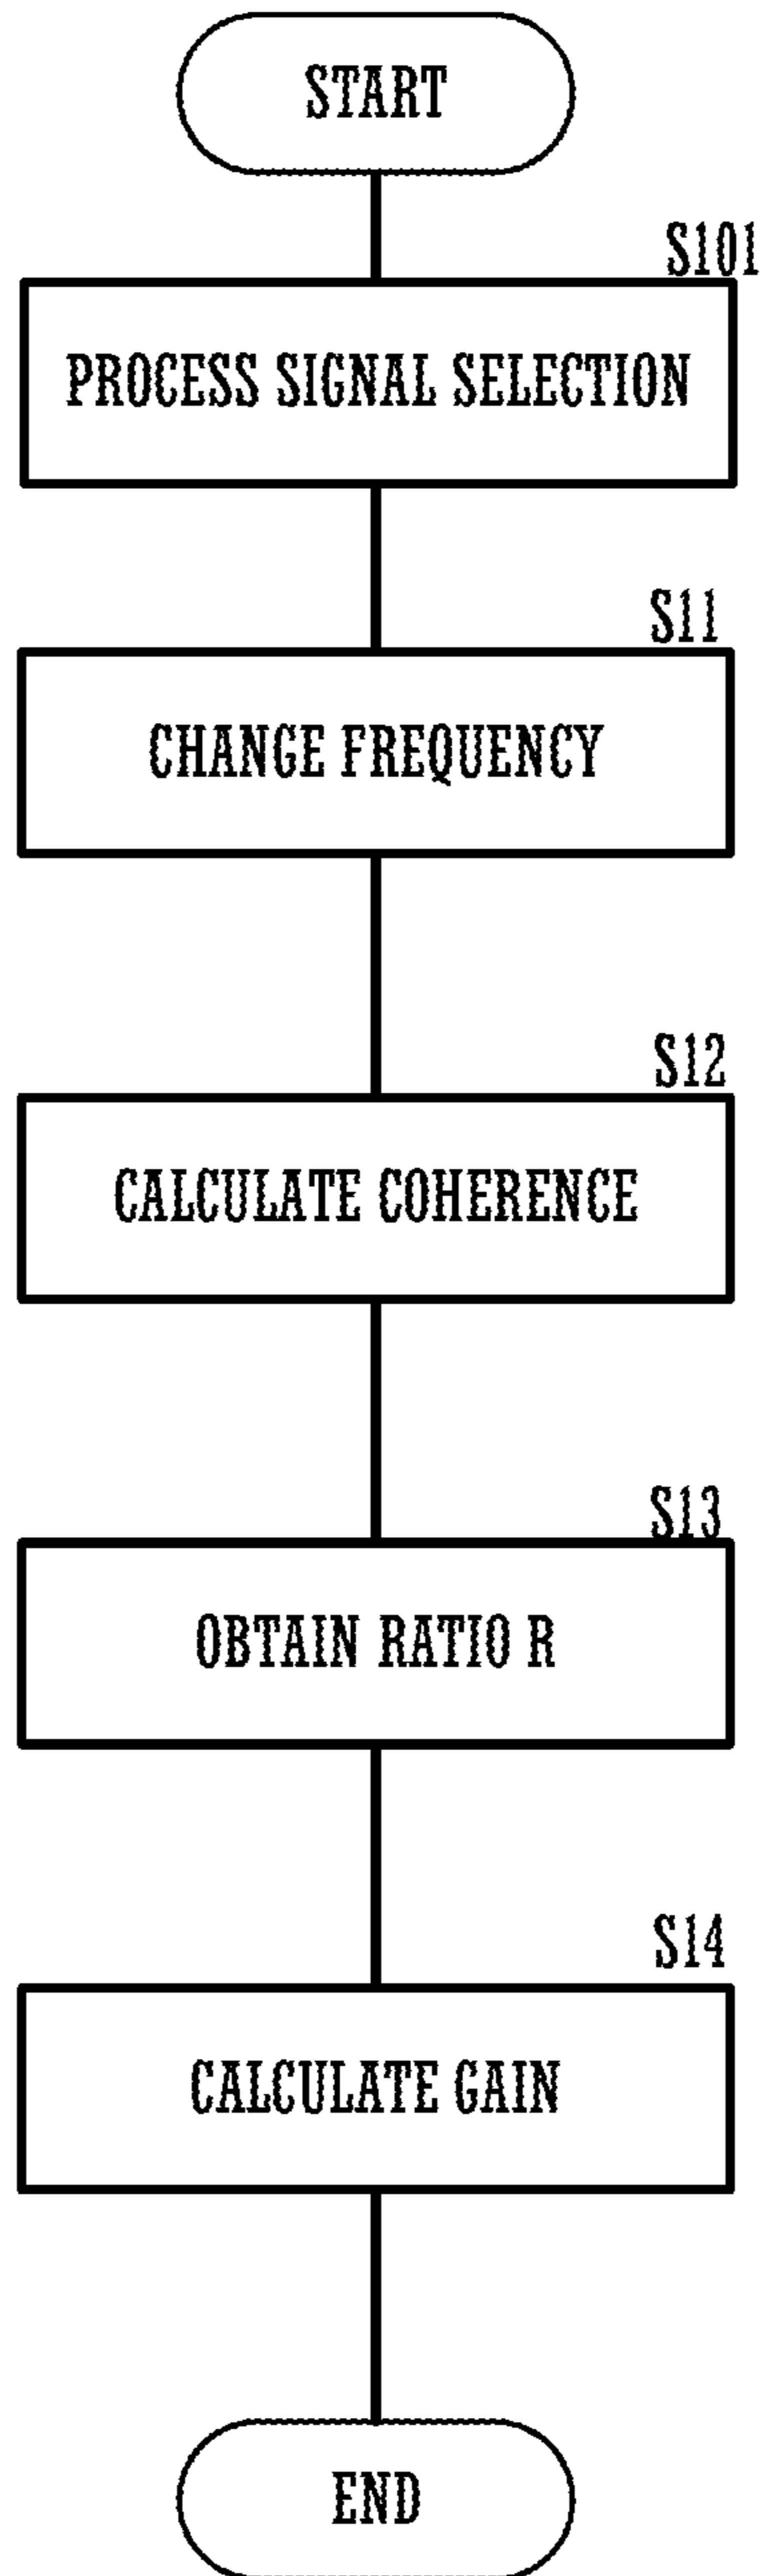 START
S101
PROCESS SIGNAL SELECTION
S11
CHANGE FREQUENCY
S12
CALCULATE COHERENCE
S13
OBTAIN RATIO R
S14
CALCULATE GAIN
END